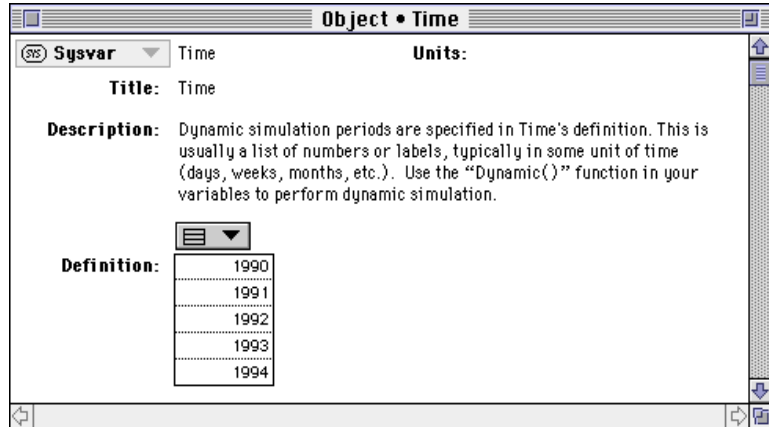 Object • Time
sys Sysvar Time Units:
Title: Time
Description: Dynamic simulation periods are specified in Time's definition. This is
usually a list of numbers or labels, typically in some unit of time
(days, weeks, months, etc.). Use the “Dynamic()” function in your
variables to perform dynamic simulation.
Definition: 1990
1991
1992
1993
1994